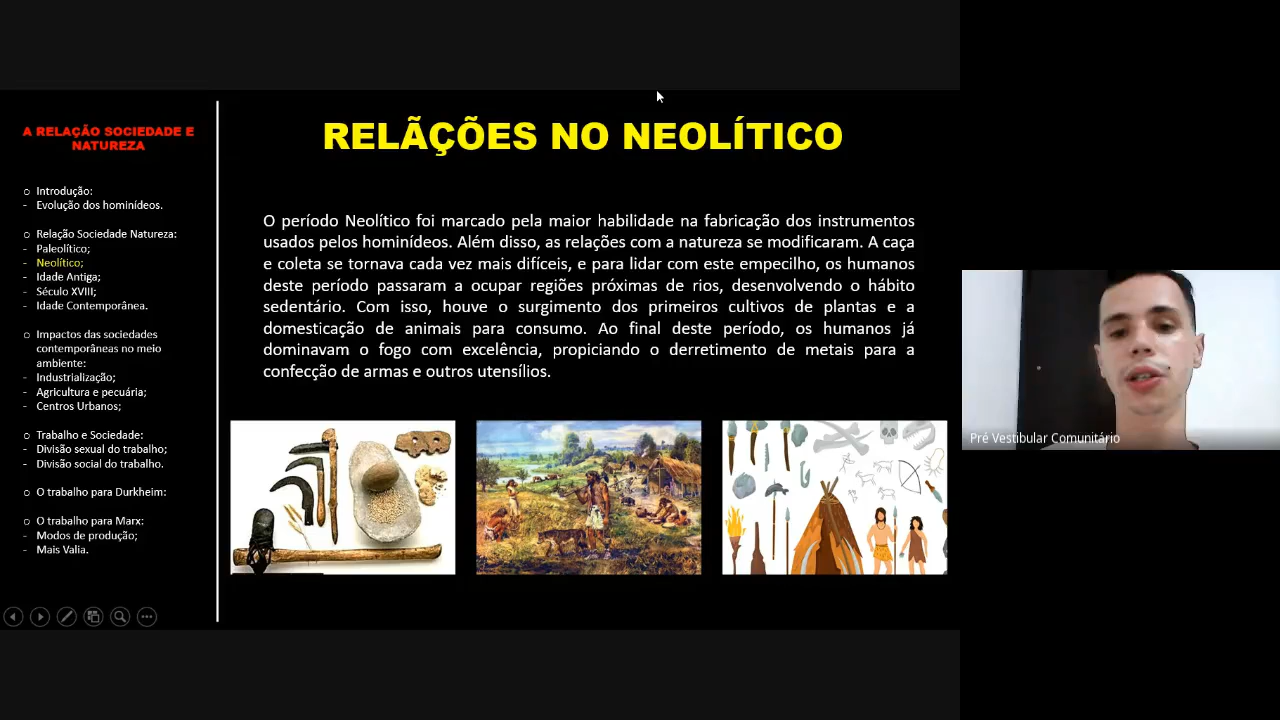 A RELAÇÃO SOCIEDADE E
NATUREZA
o Introdução:
- Evolução dos hominídeos.
o Relação Sociedade Natureza:
- Paleolítico;
- Neolítico;
- Idade Antiga;
- Século XVIII;
- Idade Contemporânea.
o Impactos das sociedades
contemporâneas no meio
ambiente:
- Industrialização;
- Agricultura e pecuária;
- Centros Urbanos;
o Trabalho e Sociedade:
- Divisão sexual do trabalho;
- Divisão social do trabalho.
o O trabalho para Durkheim:
o O trabalho para Marx:
- Modos de produção;
- Mais Valia.
RELÃÇÕES NO NEOLÍTICO
O período Neolítico foi marcado pela maior habilidade na fabricação dos instrumentos
usados pelos hominídeos. Além disso, as relações com a natureza se modificaram. A caça
e coleta se tornava cada vez mais difíceis, e para lidar com este empecilho, os humanos
deste período passaram a ocupar regiões próximas de rios, desenvolvendo o hábito
sedentário. Com isso, houve o surgimento dos primeiros cultivos de plantas e a
domesticação de animais para consumo. Ao final deste período, os humanos já
dominavam o fogo com excelência, propiciando o derretimento de metais para a
confecção de armas e outros utensílios.
Pré Vestibular Comunitário